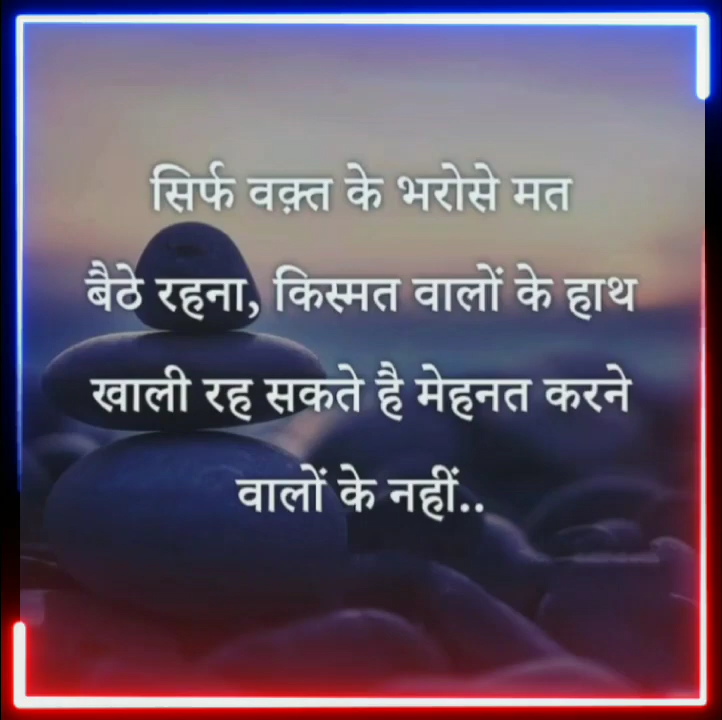 सिर्फ वक़्त के भरोसे मत
बैठे रहना, किस्मत वालों के हाथ
खाली रह सकते है मेहनत करने
वालों के नहीं..